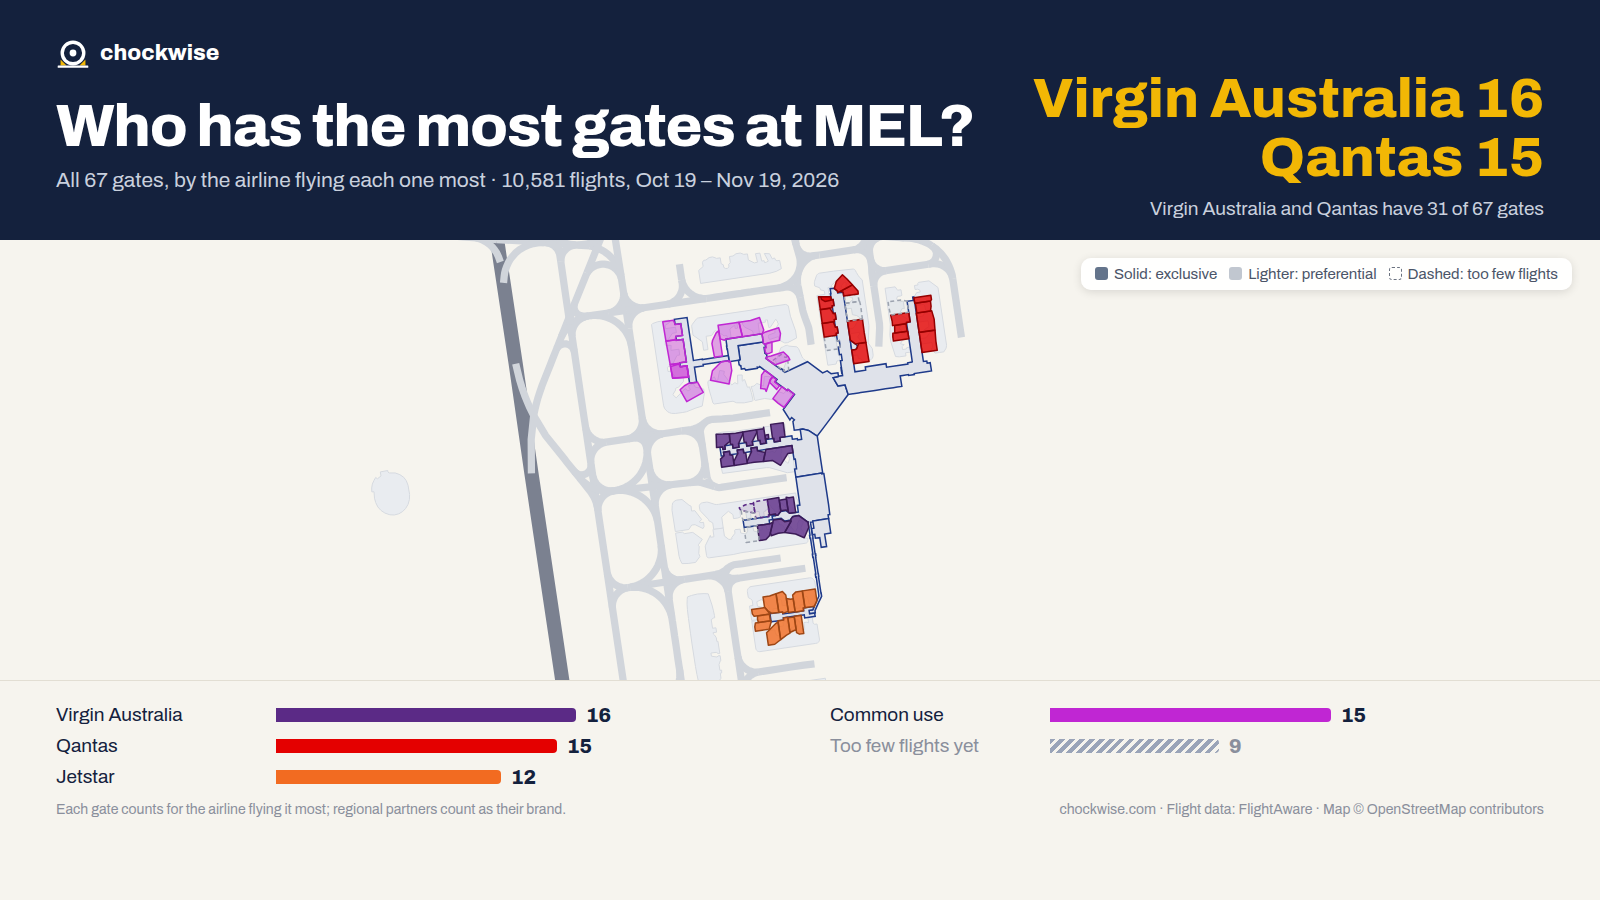 chockwise
Who has the most gates at MEL?
All 67 gates, by the airline flying each one most · 10,581 flights, Oct 19 – Nov 19, 2026
Virgin Australia 16
Qantas 15
Virgin Australia and Qantas have 31 of 67 gates
Solid: exclusive Lighter: preferential Dashed: too few flights
Virgin Australia 16
Qantas 15
Jetstar 12
Common use 15
Too few flights yet 9
Each gate counts for the airline flying it most; regional partners count as their brand.
chockwise.com · Flight data: FlightAware · Map © OpenStreetMap contributors